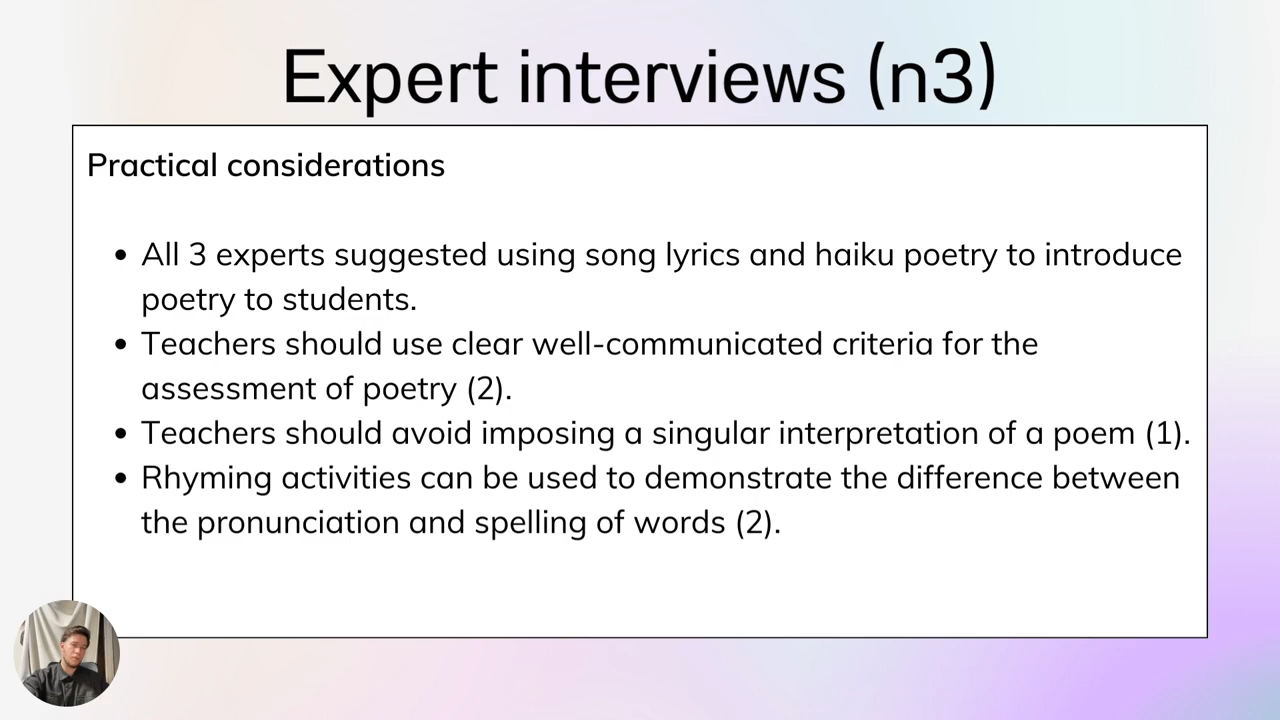 Expert interviews (n3)
Practical considerations
• All 3 experts suggested using song lyrics and haiku poetry to introduce
poetry to students.
• Teachers should use clear well-communicated criteria for the
assessment of poetry (2).
• Teachers should avoid imposing a singular interpretation of a poem (1).
• Rhyming activities can be used to demonstrate the difference between
the pronunciation and spelling of words (2).